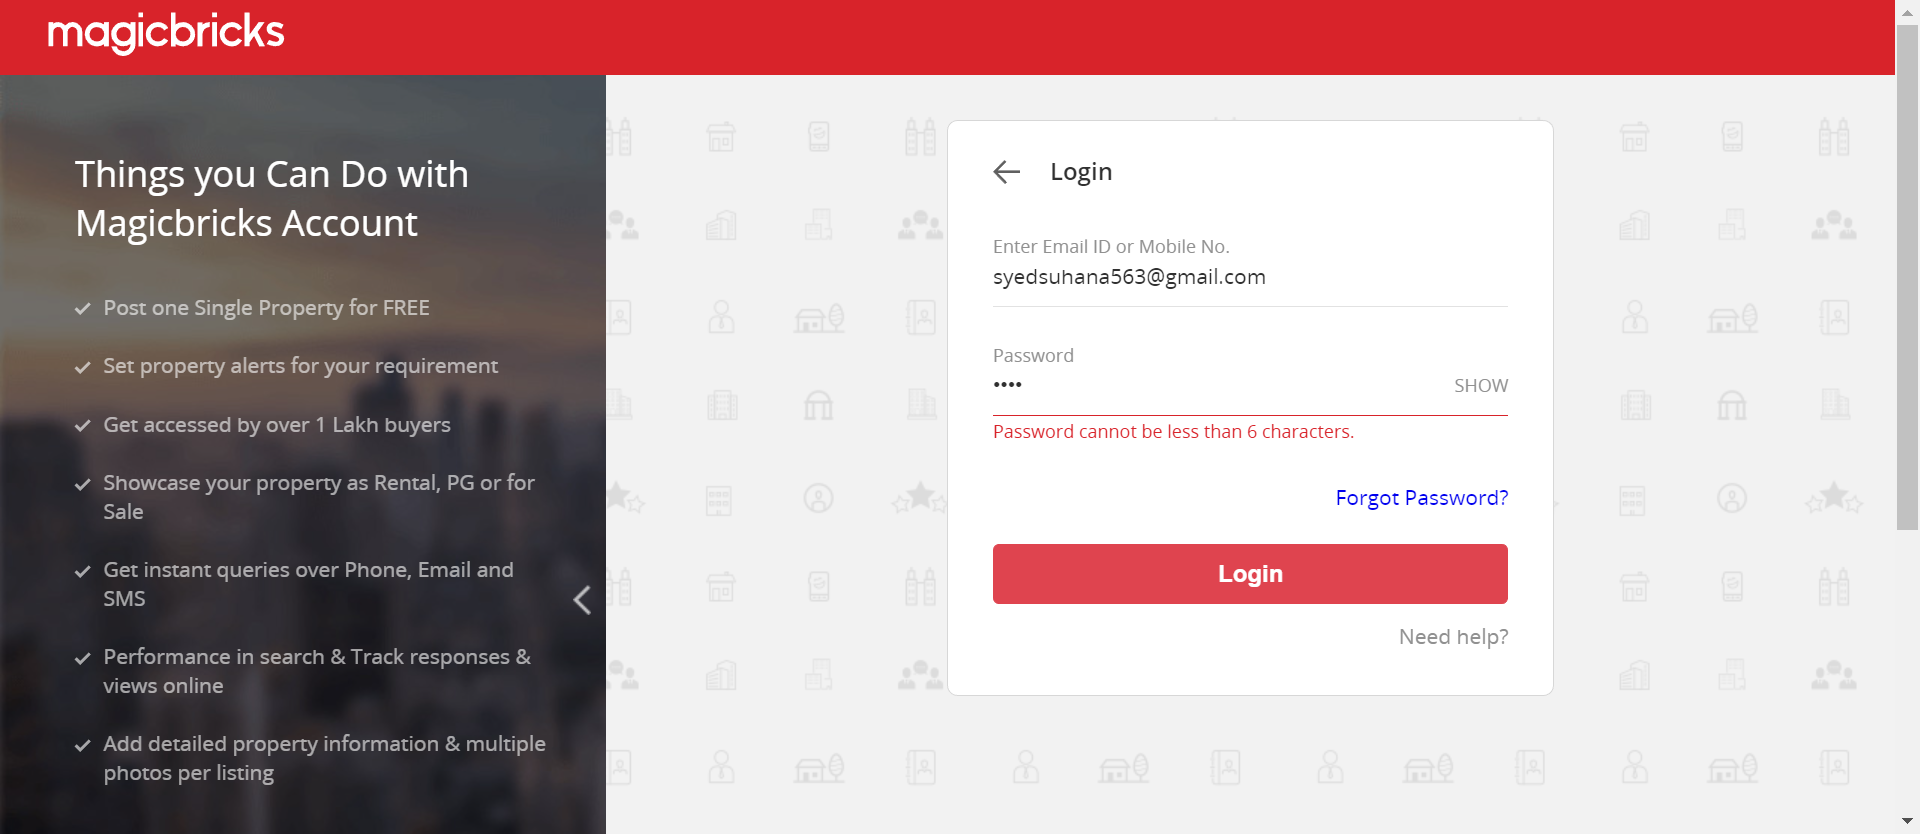 magicbricks
Things you Can Do with
Magicbricks Account
Post one Single Property for FREE
Set property alerts for your requirement
Get accessed by over 1 Lakh buyers
Showcase your property as Rental, PG or for
Sale
Get instant queries over Phone, Email and
SMS
Performance in search & Track responses &
views online
Add detailed property information & multiple
photos per listing
Login
Enter Email ID or Mobile No.
syedsuhana563@gmail.com
Password
••••
SHOW
Password cannot be less than 6 characters.
Forgot Password?
Login
Need help?